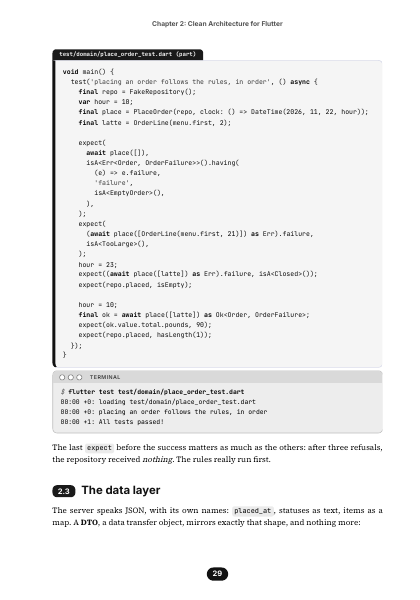 Chapter 2: Clean Architecture for Flutter
test/domain/place_order_test.dart (part)
void main() {
  test('placing an order follows the rules, in order', () async {
    final repo = FakeRepository();
    var hour = 10;
    final place = PlaceOrder(repo, clock: () => DateTime(2026, 11, 22, hour));
    final latte = OrderLine(menu.first, 2);

    expect(
      await place([]),
      isA<Err<Order, OrderFailure>>().having(
        (e) => e.failure,
        'failure',
        isA<EmptyOrder>(),
      ),
    );
    expect(
      (await place([OrderLine(menu.first, 21)]) as Err).failure,
      isA<TooLarge>(),
    );
    hour = 23;
    expect((await place([latte]) as Err).failure, isA<Closed>());
    expect(repo.placed, isEmpty);

    hour = 10;
    final ok = await place([latte]) as Ok<Order, OrderFailure>;
    expect(ok.value.total.pounds, 90);
    expect(repo.placed, hasLength(1));
  });
}
TERMINAL
$ flutter test test/domain/place_order_test.dart
00:00 +0: loading test/domain/place_order_test.dart
00:00 +0: placing an order follows the rules, in order
00:00 +1: All tests passed!
The last expect before the success matters as much as the others: after three refusals,
the repository received nothing. The rules really run first.
2.3 The data layer
The server speaks JSON, with its own names: placed_at, statuses as text, items as a
map. A DTO, a data transfer object, mirrors exactly that shape, and nothing more:
29